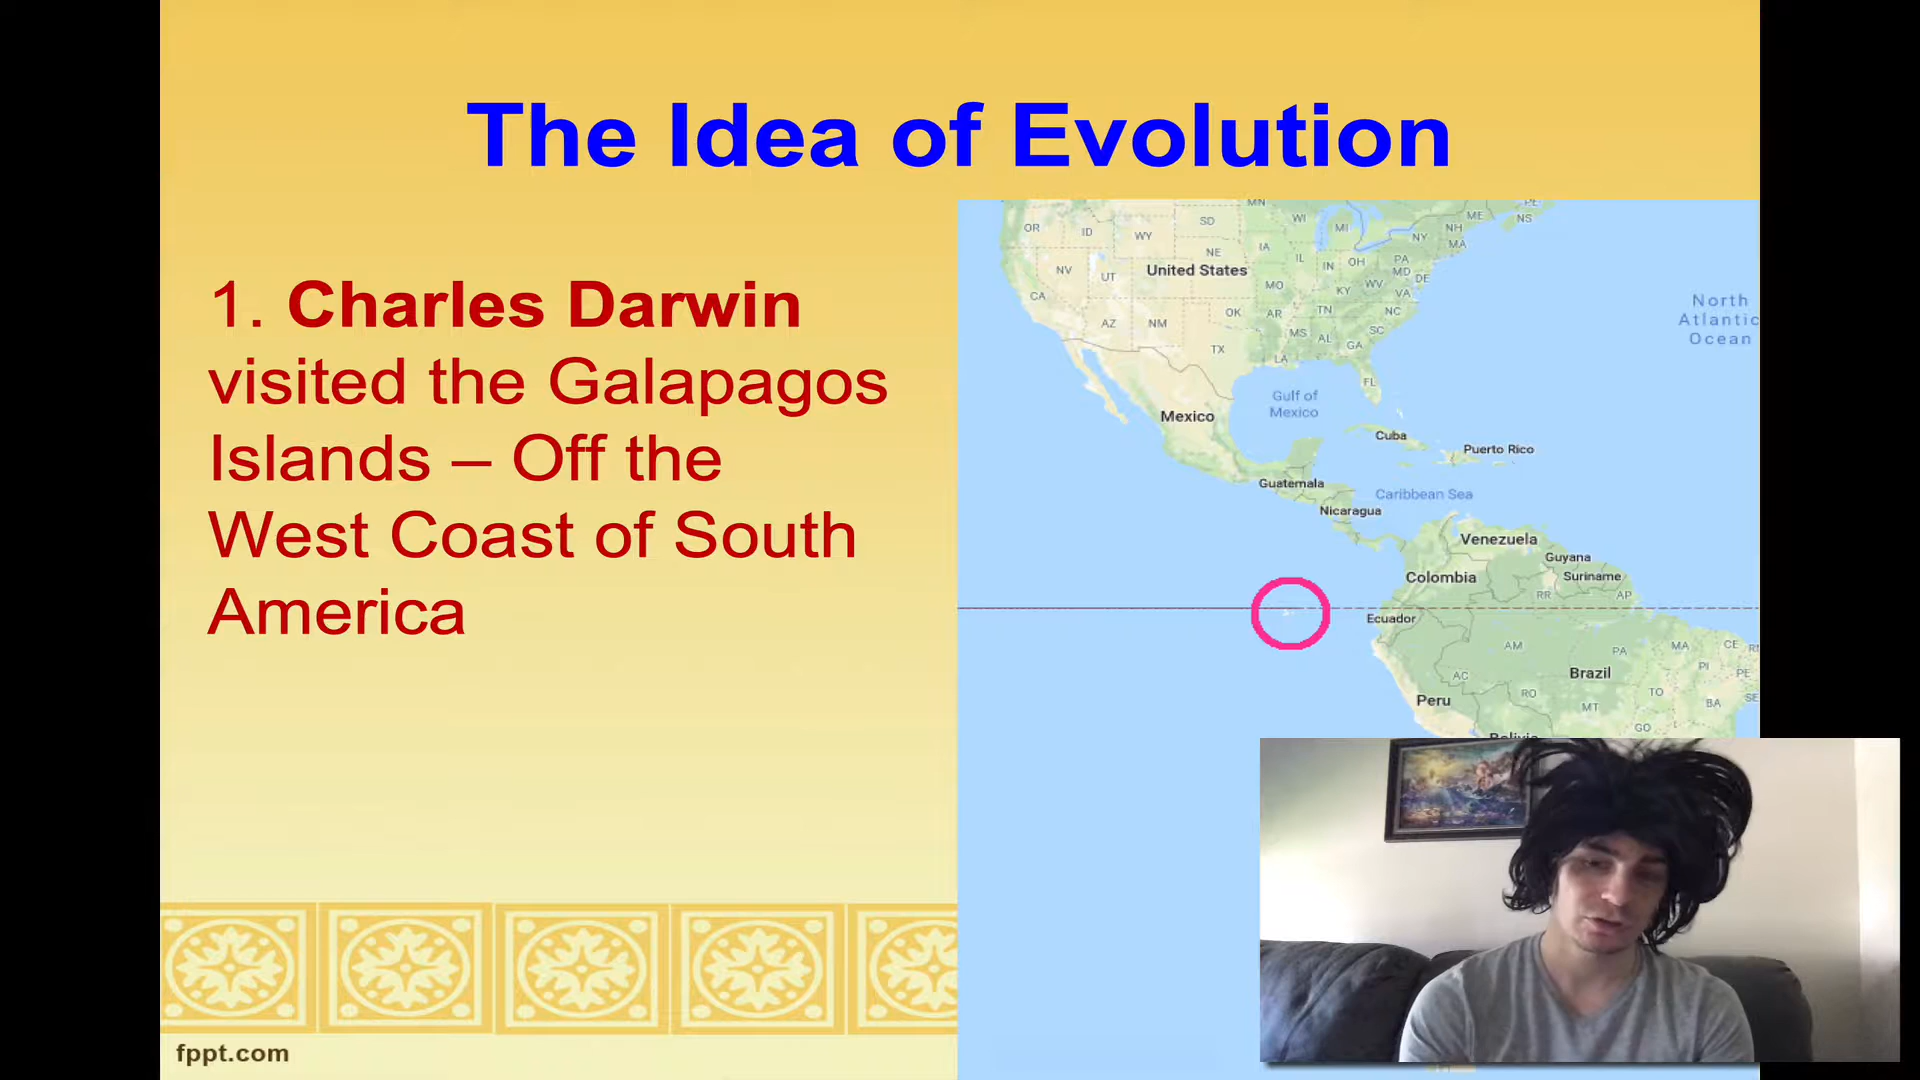 The Idea of Evolution
1. Charles Darwin
visited the Galapagos
Islands – Off the
West Coast of South
America
MN
PE
OR
ID
WY
SD
WI
MI
ME
NS
NY
NH
MA
NE
IA
NV
UT
United States
IL
IN
OH
PA
MD
DE
CA
MO
KY
WV
VA
AZ
NM
OK
AR
TN
NC
SC
MS
AL
GA
TX
LA
FL
North
Atlantic
Ocean
Gulf of
Mexico
Mexico
Cuba
Puerto Rico
Guatemala
Caribbean Sea
Nicaragua
Venezuela
Guyana
Colombia
Suriname
RR
AP
Ecuador
AM
PA
MA
CE
Brazil
PI
PE
AC
RO
TO
BA
SE
Peru
MT
GO
Bolivia
fppt.com